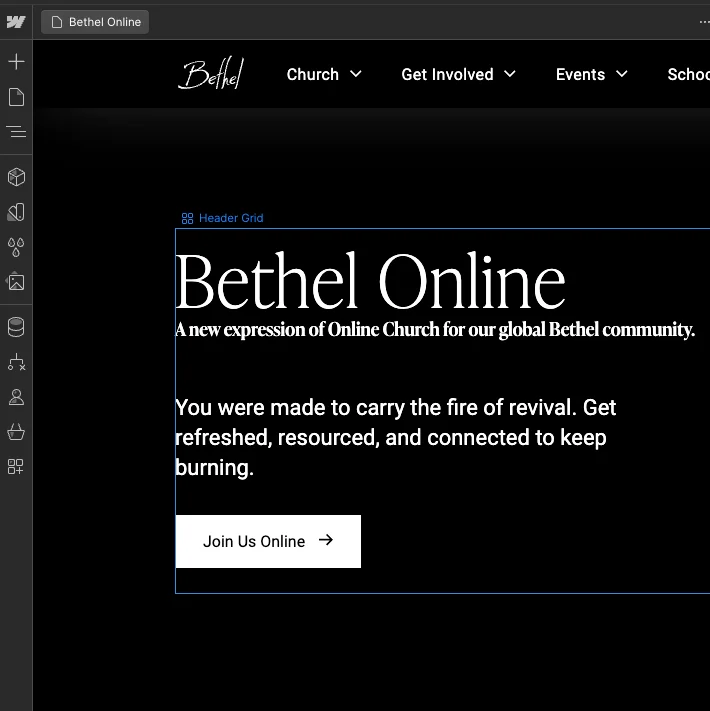 Bethel Online
Bethel Church Get Involved Events Schoo
Header Grid
Bethel Online
A new expression of Online Church for our global Bethel community.
You were made to carry the fire of revival. Get
refreshed, resourced, and connected to keep
burning.
Join Us Online